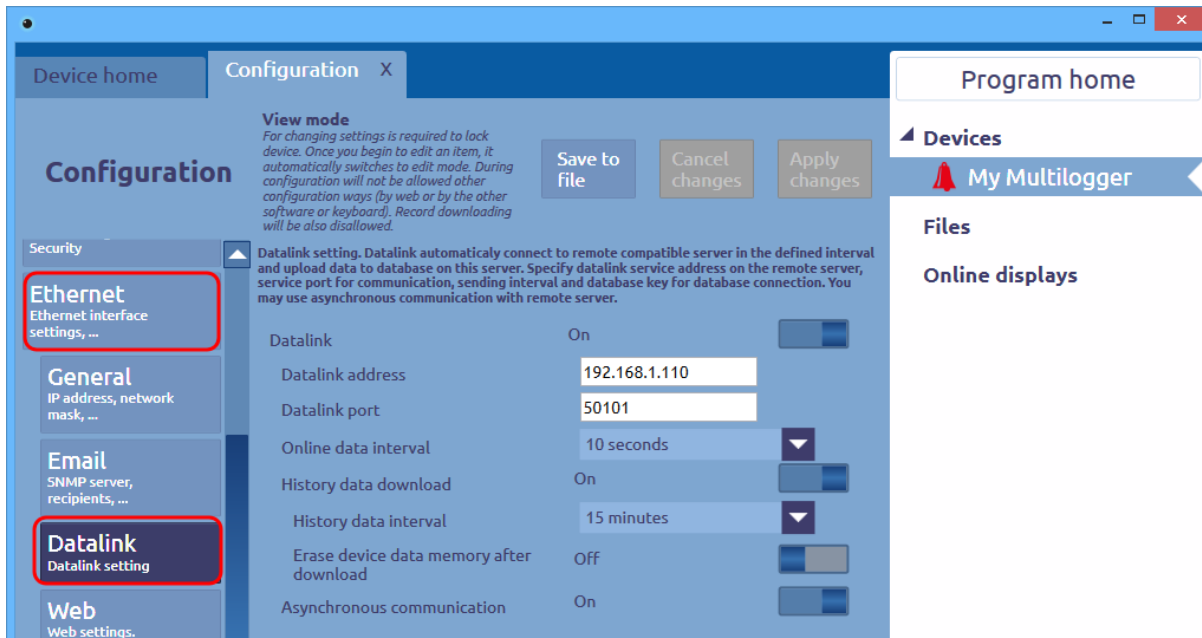 Device home
Configuration X
Program home
Configuration
View mode
For changing settings is required to lock
device. Once you begin to edit an item, it
automatically switches to edit mode. During
configuration will not be allowed other
configuration ways (by web or by the other
software or keyboard). Record downloading
will be also disallowed.
Save to
file
Cancel
changes
Apply
changes
Devices
My Multilogger
Files
Online displays
Security
Ethernet
Ethernet interface
settings, ...
General
IP address, network
mask, ...
Email
SNMP server,
recipients, ...
Datalink
Datalink setting
Web
Web settings.
Datalink setting. Datalink automaticaly connect to remote compatible server in the defined interval
and upload data to database on this server. Specify datalink service address on the remote server,
service port for communication, sending interval and database key for database connection. You
may use asynchronous communication with remote server.
Datalink On
Datalink address 192.168.1.110
Datalink port 50101
Online data interval 10 seconds
History data download On
History data interval 15 minutes
Erase device data memory after
download Off
Asynchronous communication On